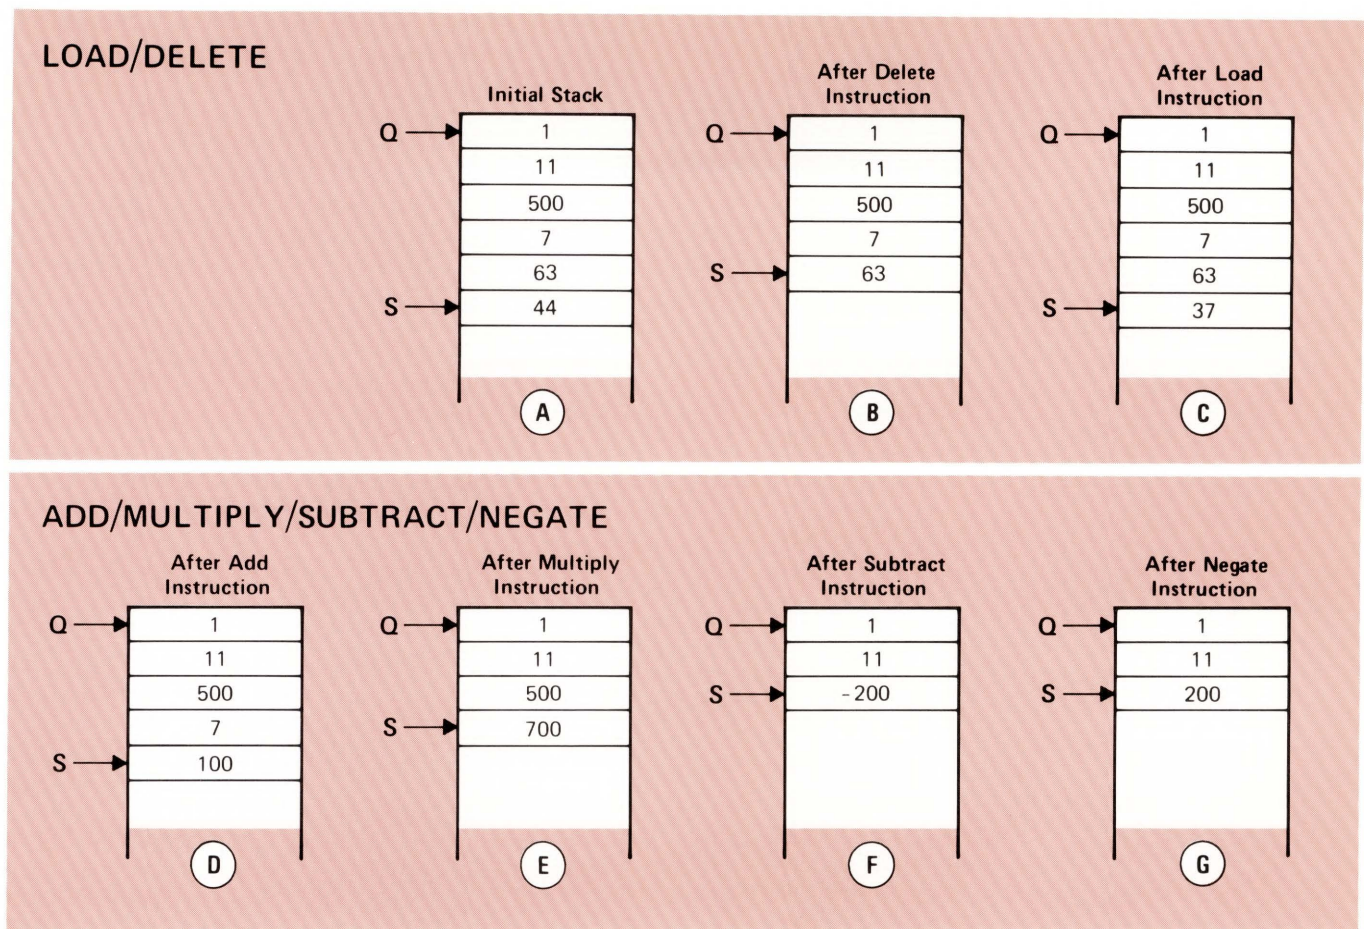 LOAD/DELETE
Initial Stack
Q
1
11
500
7
63
S
44
A
After Delete
Instruction
Q
1
11
500
7
S
63
B
After Load
Instruction
Q
1
11
500
7
63
S
37
C
ADD/MULTIPLY/SUBTRACT/NEGATE
After Add
Instruction
Q
1
11
500
7
S
100
D
After Multiply
Instruction
Q
1
11
500
S
700
E
After Subtract
Instruction
Q
1
11
S
-200
F
After Negate
Instruction
Q
1
11
S
200
G